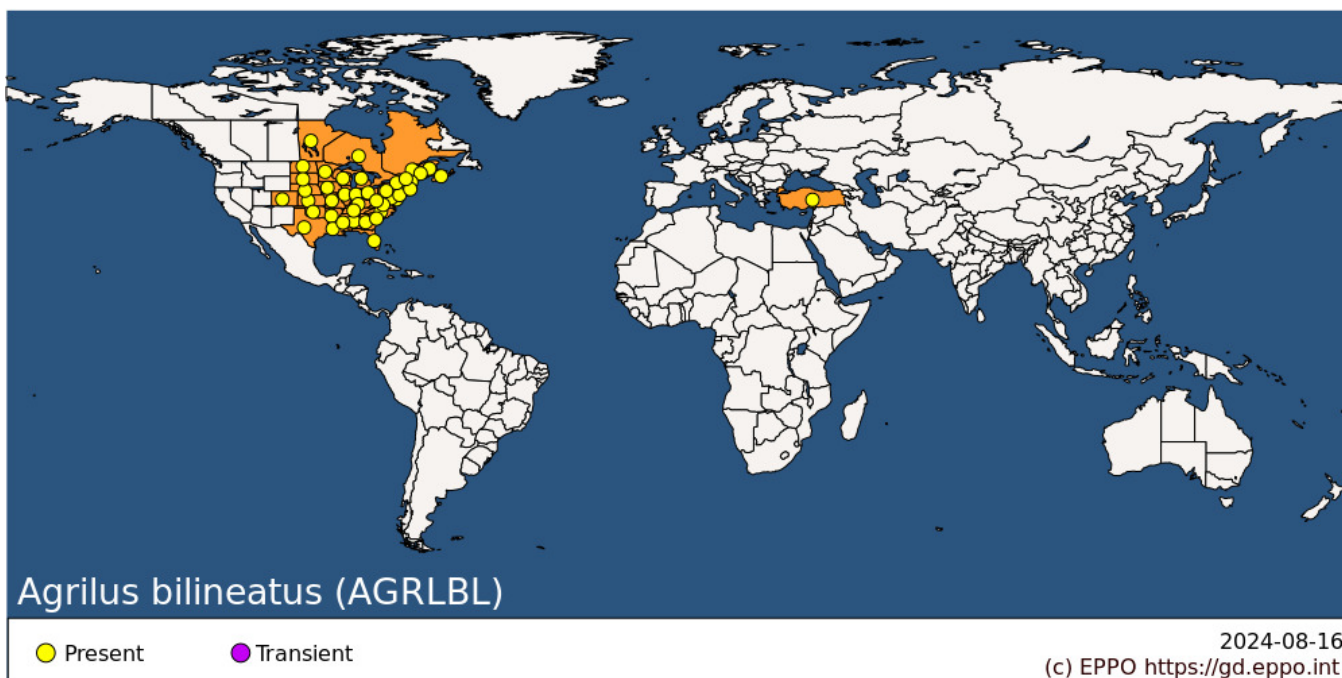 Agrilus bilineatus (AGRLBL)
Present
Transient
2024-08-16
(c) EPPO https://gd.eppo.int